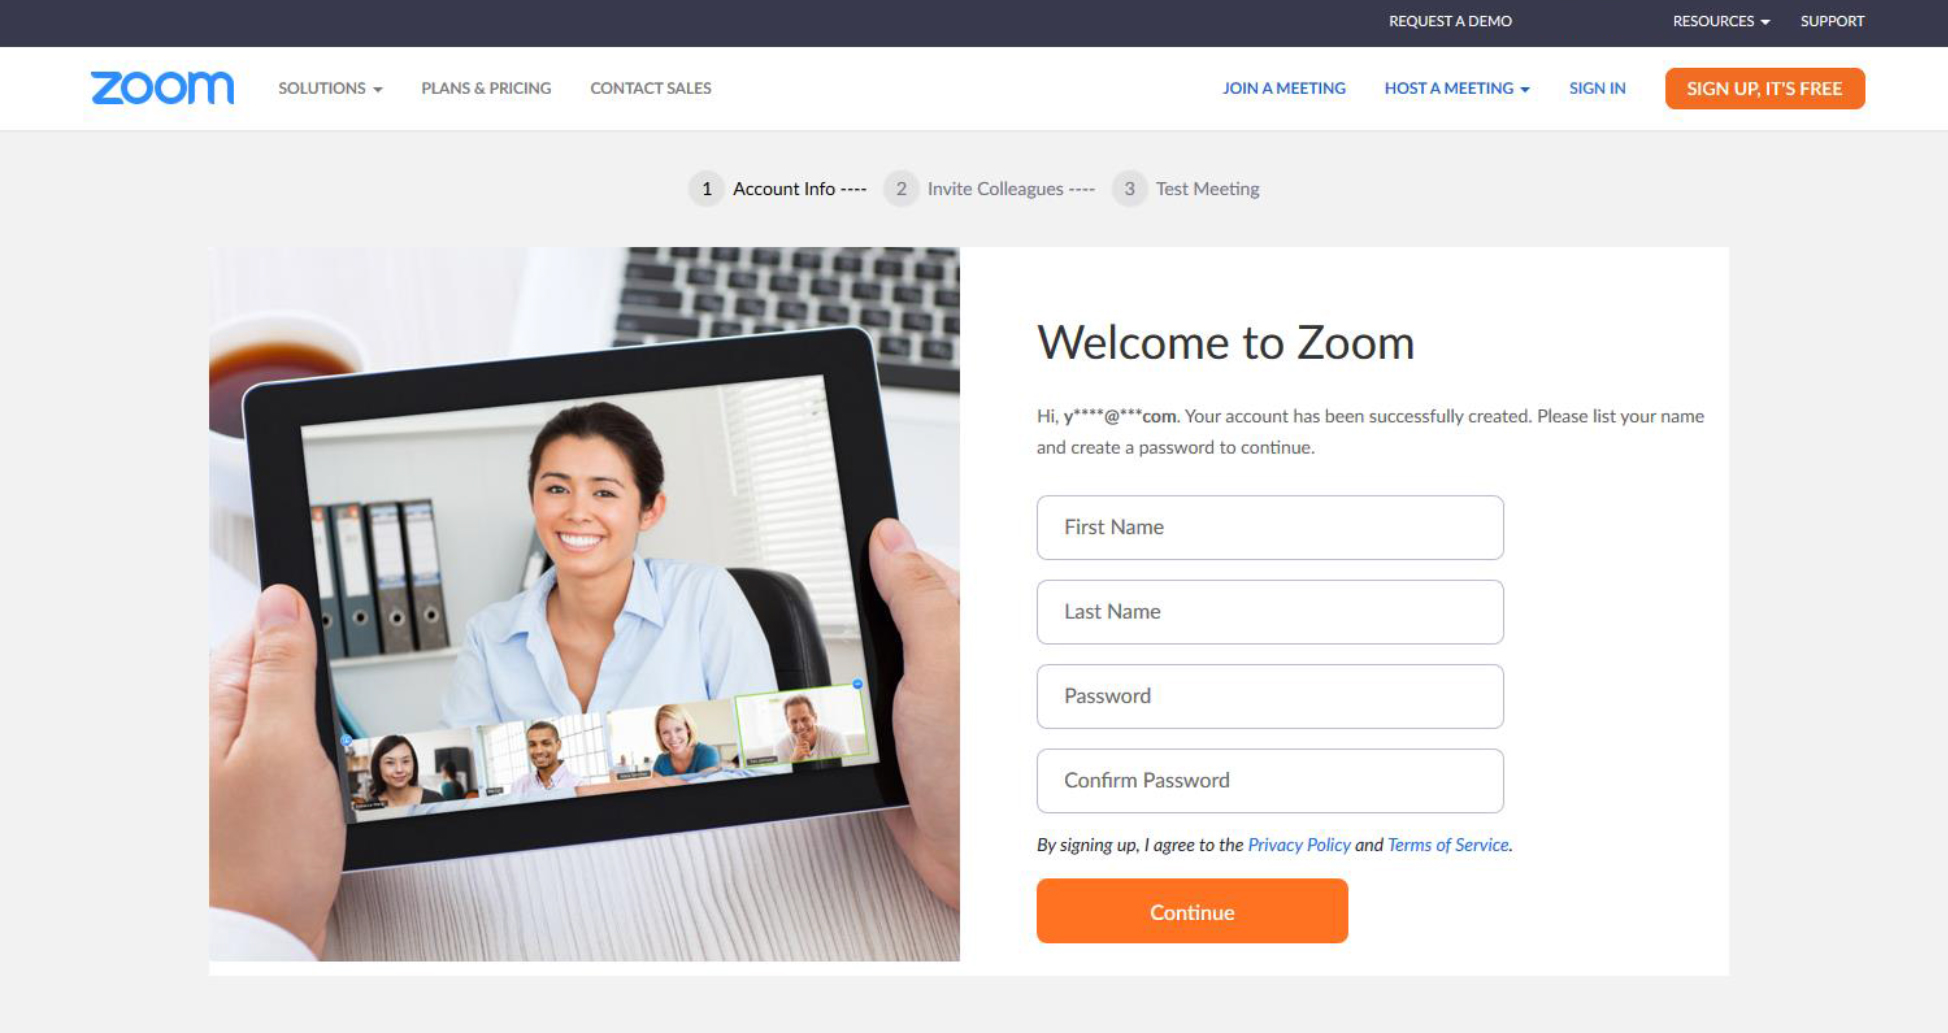 REQUEST A DEMO RESOURCES SUPPORT
zoom SOLUTIONS PLANS & PRICING CONTACT SALES JOIN A MEETING HOST A MEETING SIGN IN SIGN UP, IT'S FREE
1 Account Info ---- 2 Invite Colleagues ---- 3 Test Meeting
Welcome to Zoom
Hi, y****@***com. Your account has been successfully created. Please list your name
and create a password to continue.
First Name
Last Name
Password
Confirm Password
By signing up, I agree to the Privacy Policy and Terms of Service.
Continue